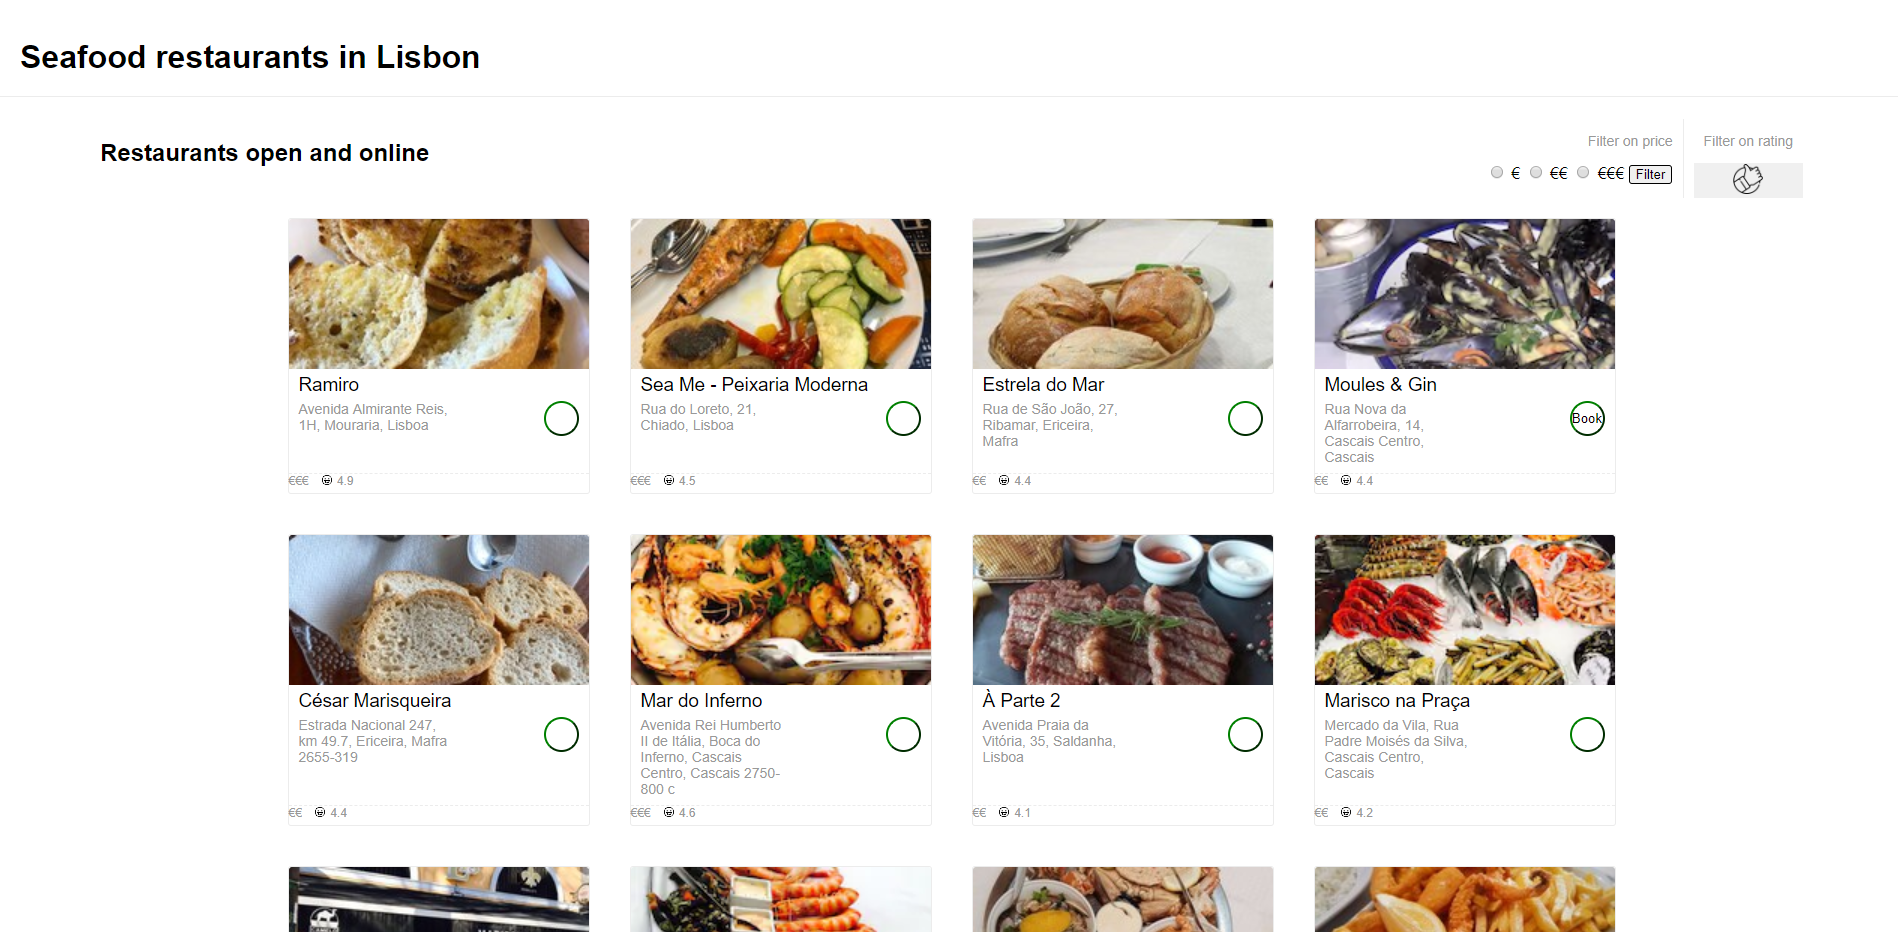 Seafood restaurants in Lisbon
Restaurants open and online
Filter on price
€ €€ €€€ Filter
Filter on rating
Ramiro
Avenida Almirante Reis,
1H, Mouraria, Lisboa
€€€ 4.9
Sea Me - Peixaria Moderna
Rua do Loreto, 21,
Chiado, Lisboa
€€€ 4.5
Estrela do Mar
Rua de São João, 27,
Ribamar, Ericeira,
Mafra
€€ 4.4
Moules & Gin
Rua Nova da
Alfarrobeira, 14,
Cascais Centro,
Cascais
Book
€€ 4.4
César Marisqueira
Estrada Nacional 247,
km 49.7, Ericeira, Mafra
2655-319
€€ 4.4
Mar do Inferno
Avenida Rei Humberto
II de Itália, Boca do
Inferno, Cascais
Centro, Cascais 2750-
800 c
€€€ 4.6
À Parte 2
Avenida Praia da
Vitória, 35, Saldanha,
Lisboa
€€ 4.1
Marisco na Praça
Mercado da Vila, Rua
Padre Moisés da Silva,
Cascais Centro,
Cascais
€€ 4.2